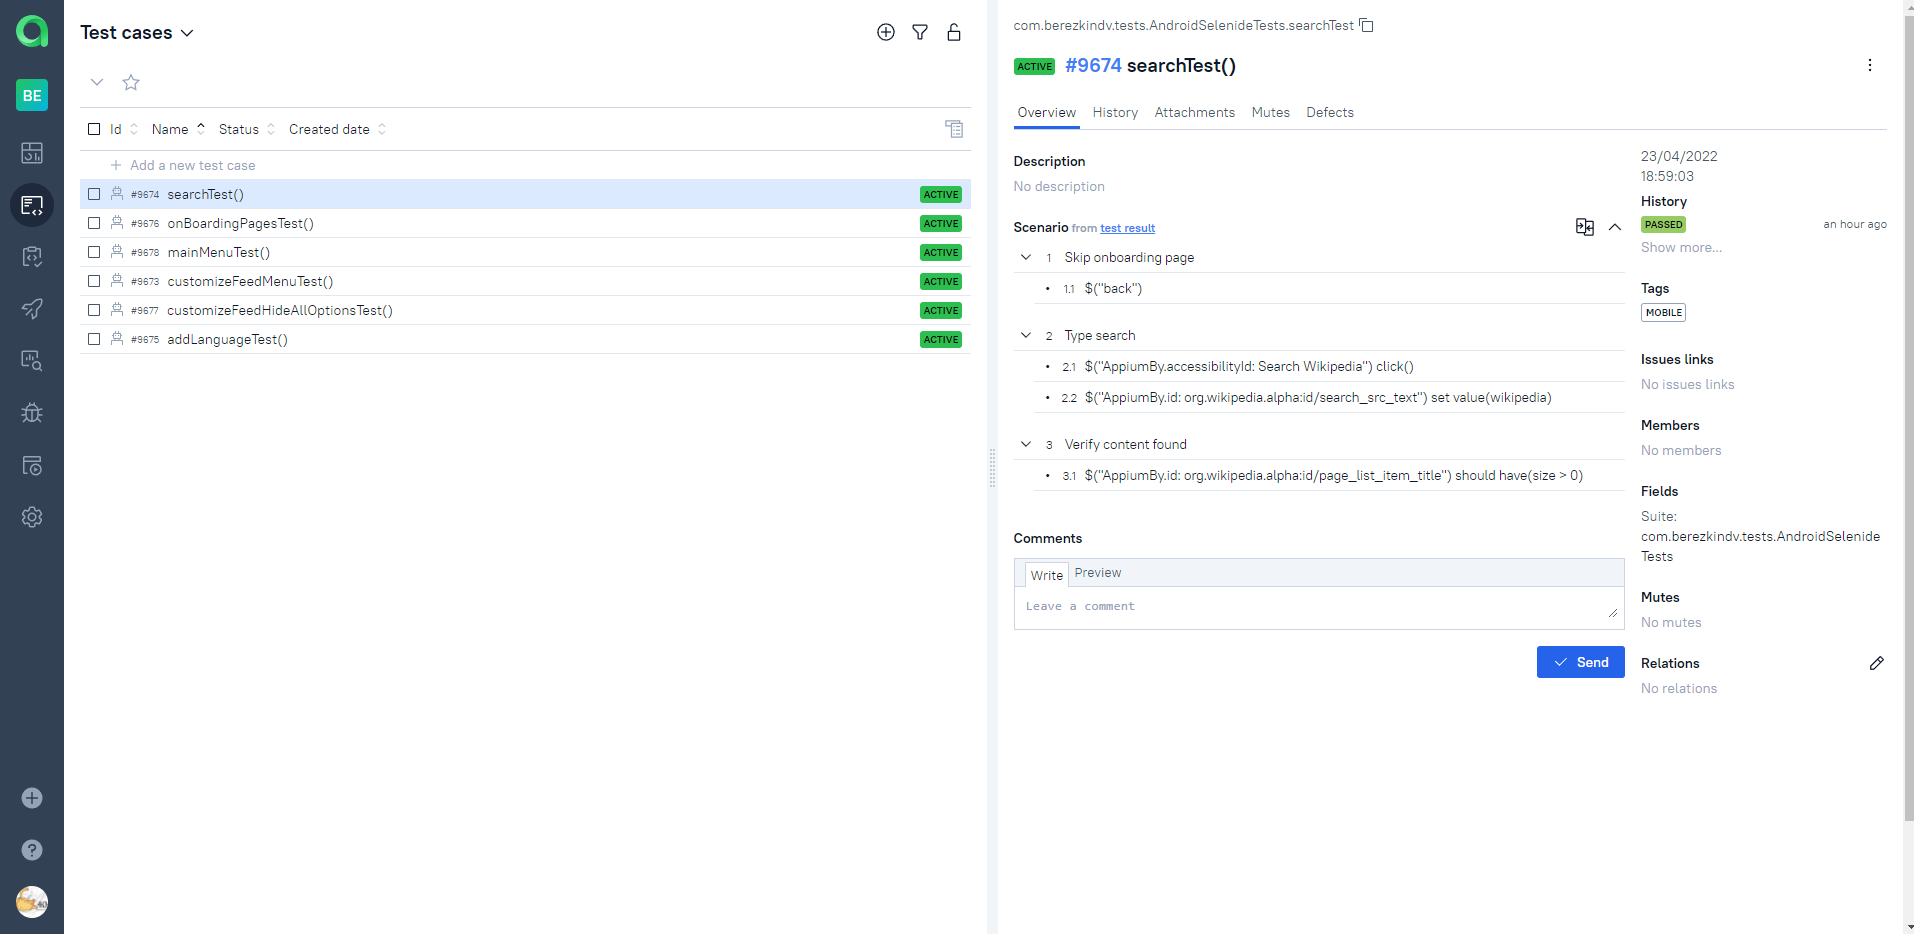 BE
Test cases
Id Name Status Created date
Add a new test case
#9674 searchTest() ACTIVE
#9676 onBoardingPagesTest() ACTIVE
#9678 mainMenuTest() ACTIVE
#9673 customizeFeedMenuTest() ACTIVE
#9677 customizeFeedHideAllOptionsTest() ACTIVE
#9675 addLanguageTest() ACTIVE
com.berezkindv.tests.AndroidSelenideTests.searchTest
ACTIVE #9674 searchTest()
Overview History Attachments Mutes Defects
Description
No description
Scenario from test result
1 Skip onboarding page
• 1.1 $("back")
2 Type search
• 2.1 $("AppiumBy.accessibilityId: Search Wikipedia") click()
• 2.2 $("AppiumBy.id: org.wikipedia.alpha:id/search_src_text") set value(wikipedia)
3 Verify content found
• 3.1 $("AppiumBy.id: org.wikipedia.alpha:id/page_list_item_title") should have(size > 0)
Comments
Write Preview
Leave a comment
Send
23/04/2022
18:59:03
History
PASSED an hour ago
Show more...
Tags
MOBILE
Issues links
No issues links
Members
No members
Fields
Suite:
com.berezkindv.tests.AndroidSelenide
Tests
Mutes
No mutes
Relations
No relations